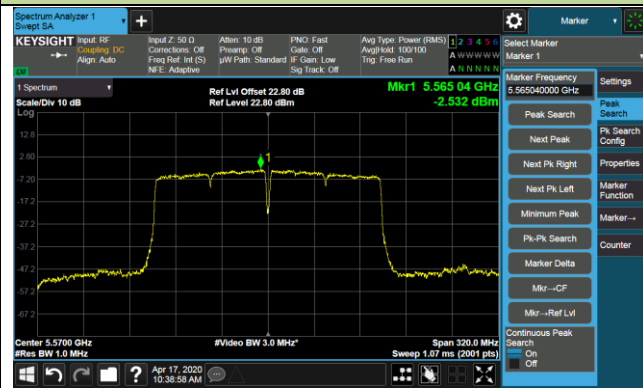 Spectrum Analyzer 1
Swept SA
Marker
KEYSIGHT
Input: RF
Coupling: DC
Align: Auto
Input Z: 50 Ω
Corrections: Off
Freq Ref: Int (S)
NFE: Adaptive
Atten: 10 dB
Preamp: Off
µW Path: Standard
PNO: Fast
Gate: Off
IF Gain: Low
Sig Track: Off
Avg Type: Power (RMS)
Avg|Hold: 100/100
Trig: Free Run
1 2 3 4 5 6
A W W W W W
A N N N N N
Select Marker
Marker 1
1 Spectrum
Scale/Div 10 dB
Log
Ref Lvl Offset 22.80 dB
Ref Level 22.80 dBm
Mkr1 5.565 04 GHz
-2.532 dBm
12.8
2.80
-7.20
-17.2
-27.2
-37.2
-47.2
-57.2
-67.2
1
Center 5.5700 GHz
#Res BW 1.0 MHz
#Video BW 3.0 MHz*
Span 320.0 MHz
Sweep 1.07 ms (2001 pts)
Marker Frequency
5.565040000 GHz
Peak Search
Next Peak
Next Pk Right
Next Pk Left
Minimum Peak
Pk-Pk Search
Marker Delta
Mkr→CF
Mkr→Ref Lvl
Continuous Peak
Search
On
Off
Settings
Peak
Search
Pk Search
Config
Properties
Marker
Function
Marker→
Counter
Apr 17, 2020
10:38:58 AM